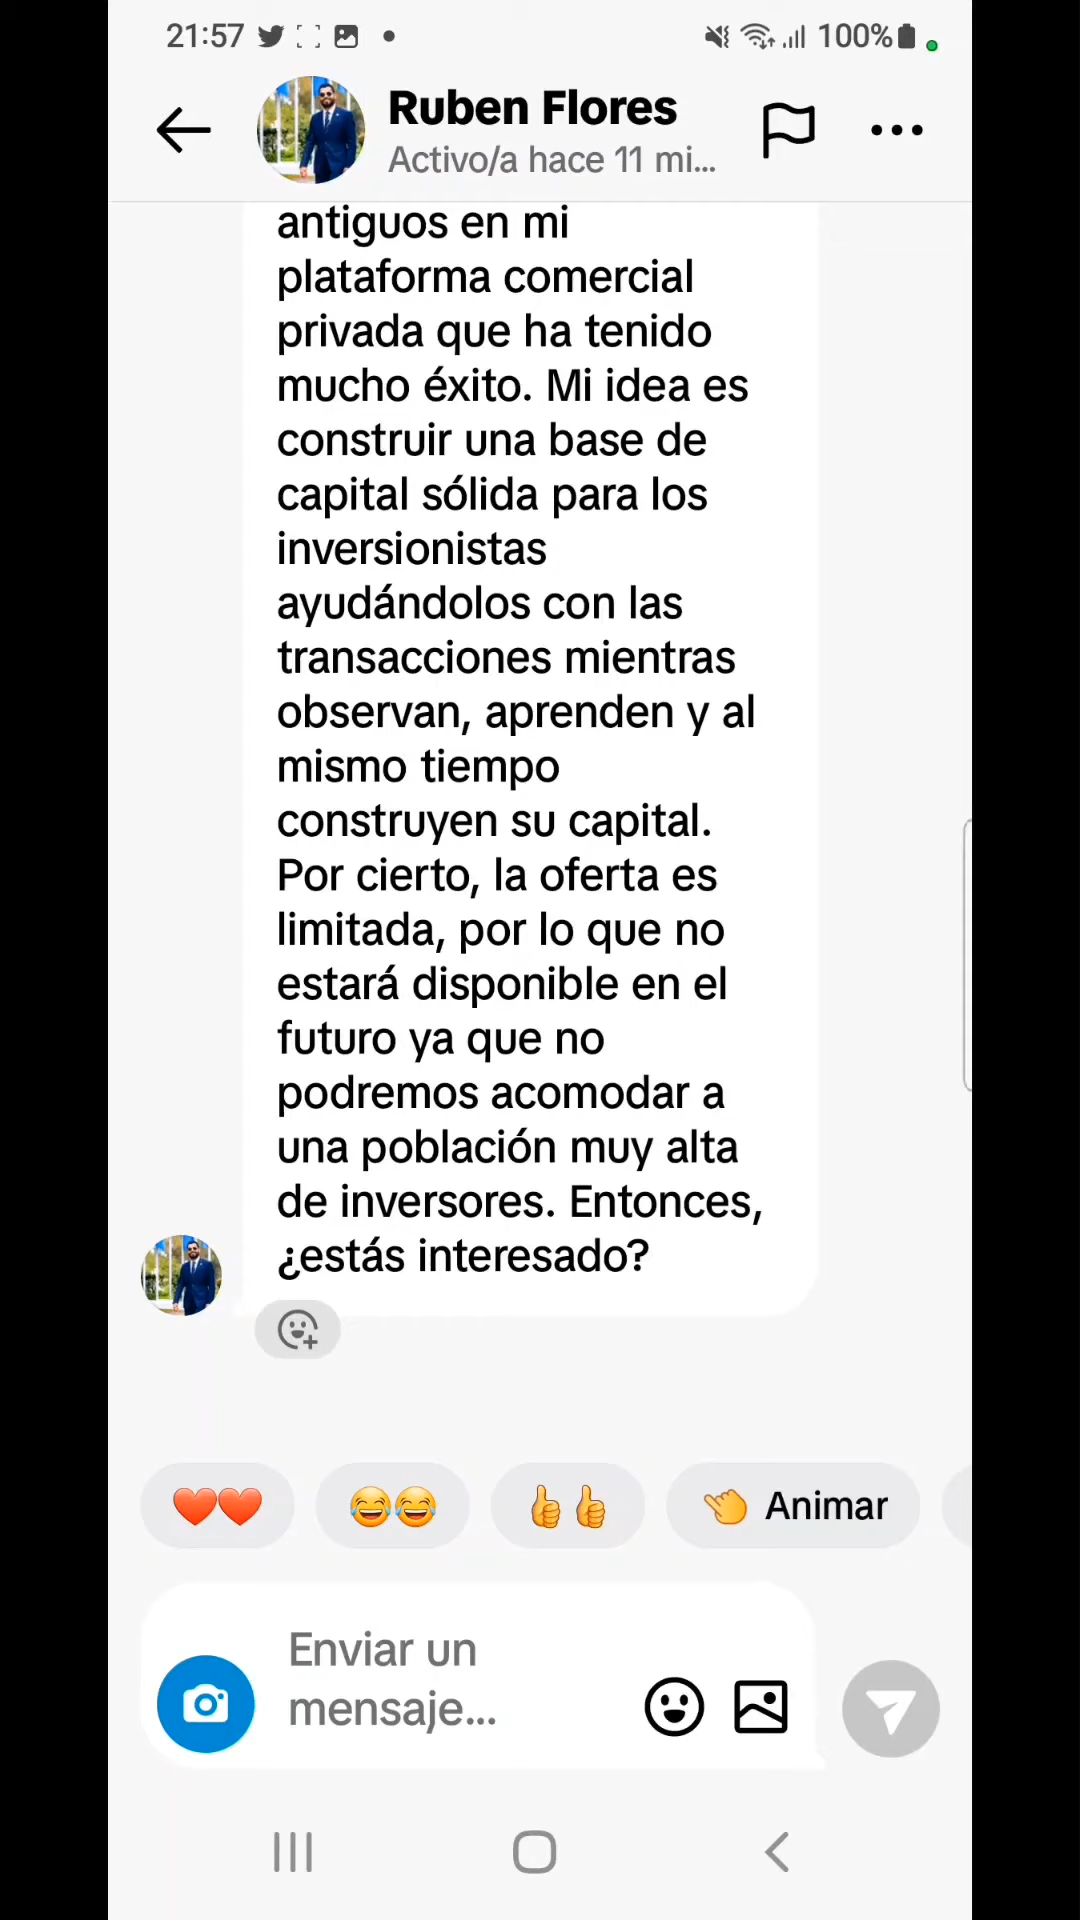 21:57
100%
Ruben Flores
Activo/a hace 11 mi...
antiguos en mi
plataforma comercial
privada que ha tenido
mucho éxito. Mi idea es
construir una base de
capital sólida para los
inversionistas
ayudándolos con las
transacciones mientras
observan, aprenden y al
mismo tiempo
construyen su capital.
Por cierto, la oferta es
limitada, por lo que no
estará disponible en el
futuro ya que no
podremos acomodar a
una población muy alta
de inversores. Entonces,
¿estás interesado?
Animar
Enviar un
mensaje...